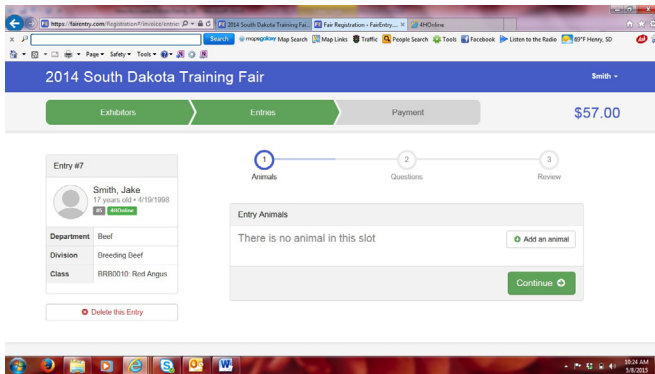 https://fairentry.com/Registration/Invoice/entries
2014 South Dakota Training Fai...
Fair Registration - FairEntry....
4HOnline
Search
mapsgalaxy Map Search
Map Links
Traffic
People Search
Tools
Facebook
Listen to the Radio
69°F Henry, SD
Page
Safety
Tools
2014 South Dakota Training Fair
Smith
Exhibitors
Entries
Payment
$57.00
Entry #7
1
2
3
Animals
Questions
Review
Smith, Jake
17 years old • 4/19/1998
#5 4HOnline
Entry Animals
There is no animal in this slot
Add an animal
Department Beef
Division Breeding Beef
Class BRB0010: Red Angus
Continue
Delete this Entry
10:24 AM
5/8/2015